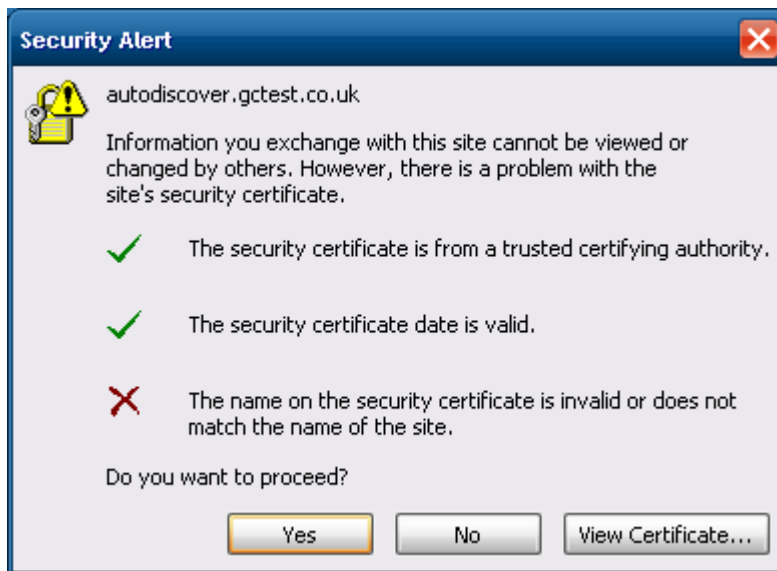 Security Alert
autodiscover.gctest.co.uk
Information you exchange with this site cannot be viewed or
changed by others. However, there is a problem with the
site's security certificate.
The security certificate is from a trusted certifying authority.
The security certificate date is valid.
The name on the security certificate is invalid or does not
match the name of the site.
Do you want to proceed?
Yes No View Certificate...